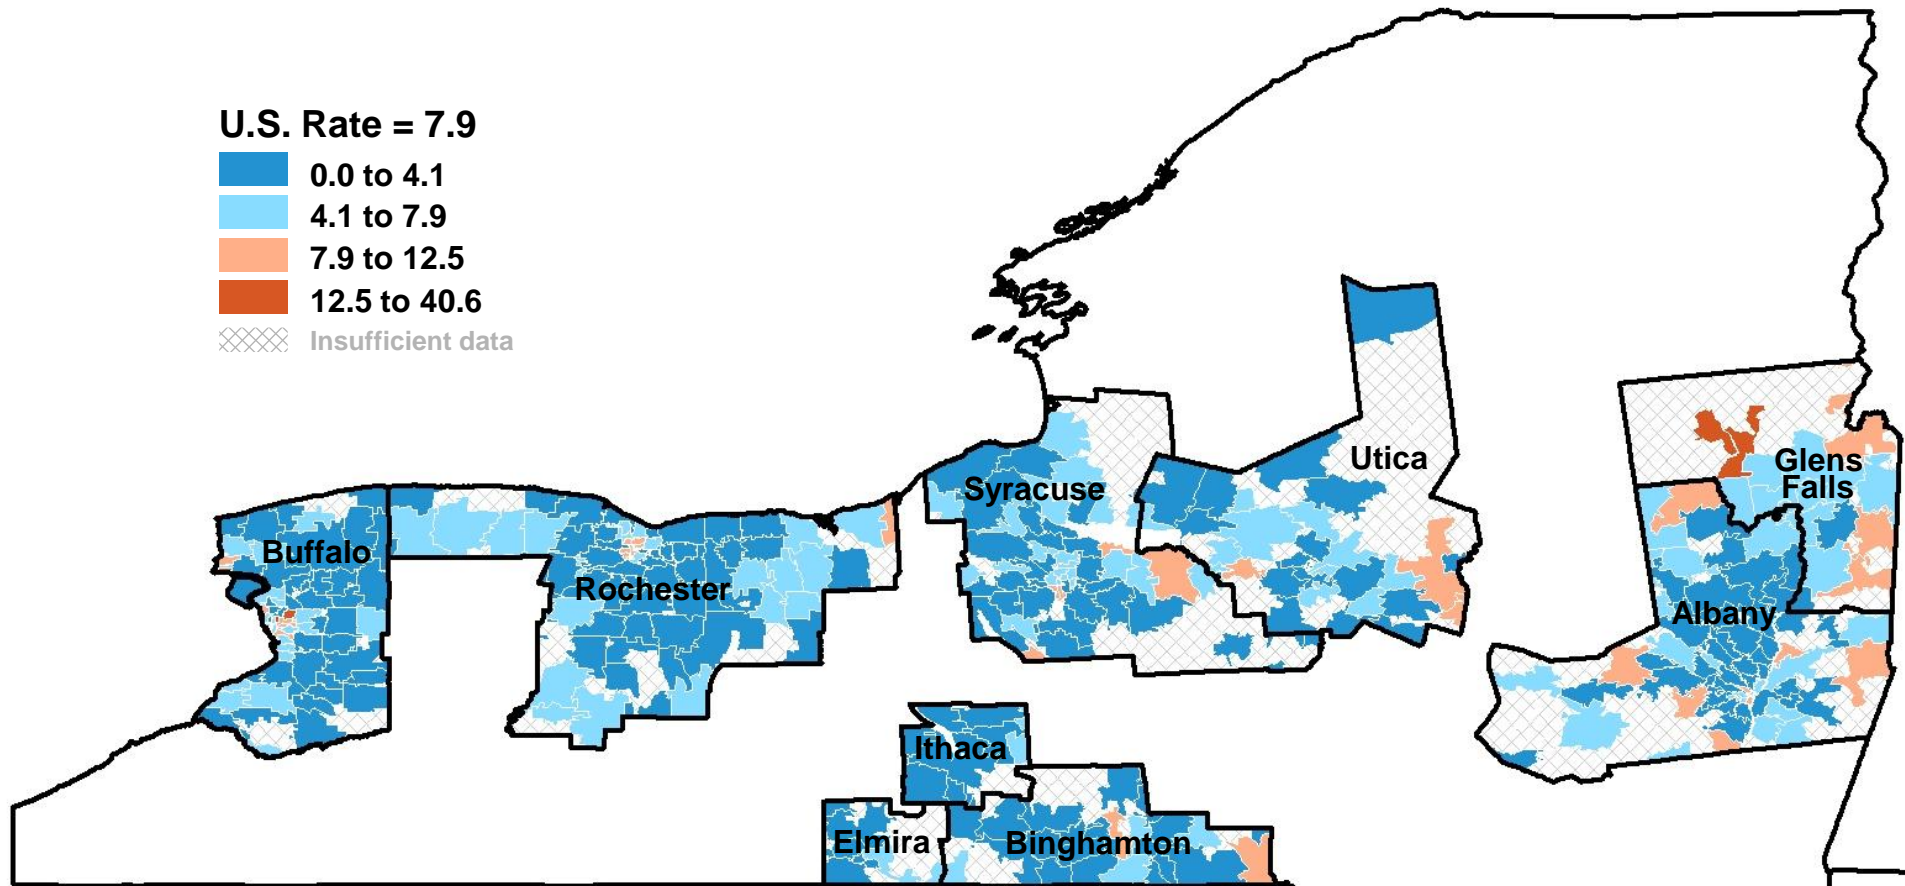 U.S. Rate = 7.9
0.0 to 4.1
4.1 to 7.9
7.9 to 12.5
12.5 to 40.6
Insufficient data
Utica
Glens
Falls
Syracuse
Buffalo
Rochester
Albany
Ithaca
Elmira
Binghamton